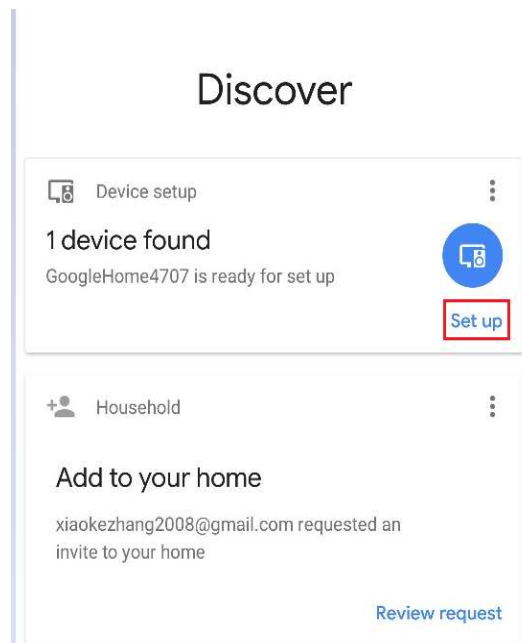 Discover
Device setup
1 device found
GoogleHome4707 is ready for set up
Set up
Household
Add to your home
xiaokezhang2008@gmail.com requested an
invite to your home
Review request